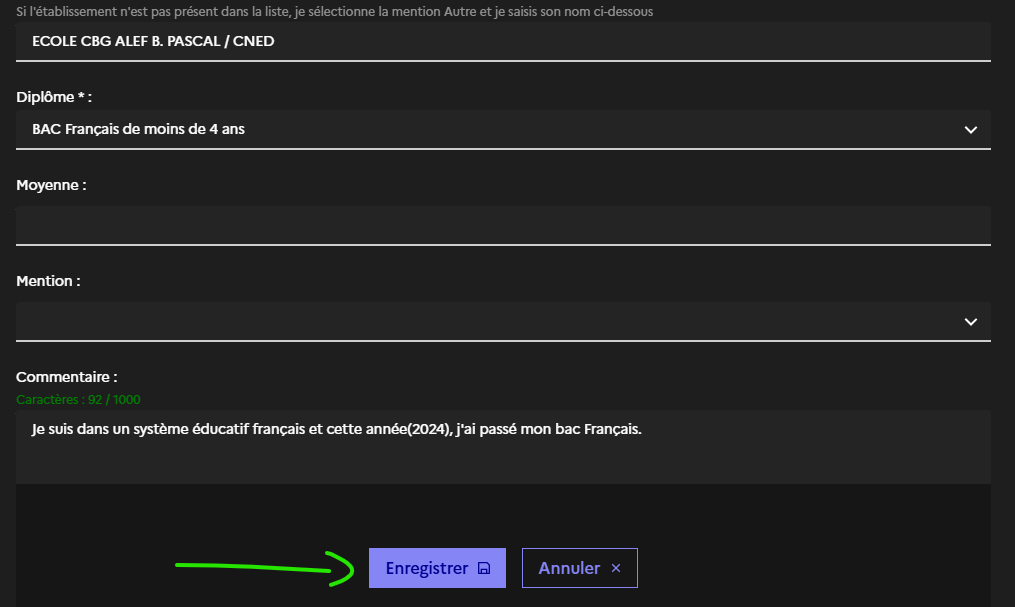 Si l'établissement n'est pas présent dans la liste, je sélectionne la mention Autre et je saisis son nom ci-dessous
ECOLE CBG ALEF B. PASCAL / CNED
Diplôme * :
BAC Français de moins de 4 ans
Moyenne :
Mention :
Commentaire :
Caractères : 92 / 1000
Je suis dans un système éducatif français et cette année(2024), j'ai passé mon bac Français.
Enregistrer
Annuler ×